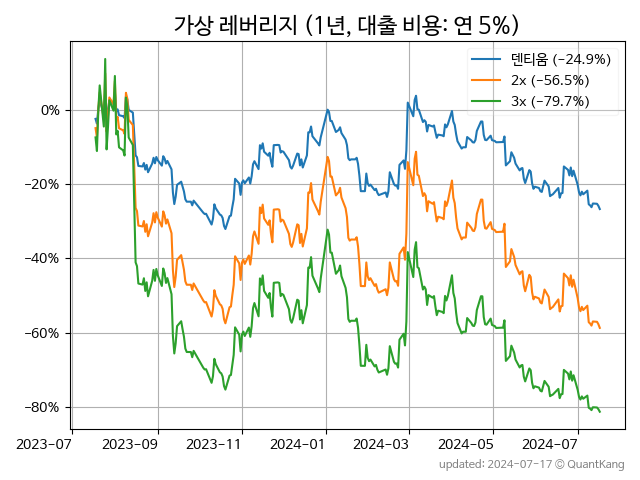 가상 레버리지 (1년, 대출 비용: 연 5%)
덴티움 (−24.9%)
2x (−56.5%)
3x (−79.7%)
0%
−20%
−40%
−60%
−80%
2023−07 2023−09 2023−11 2024−01 2024−03 2024−05 2024−07
updated: 2024−07−17 © QuantKang